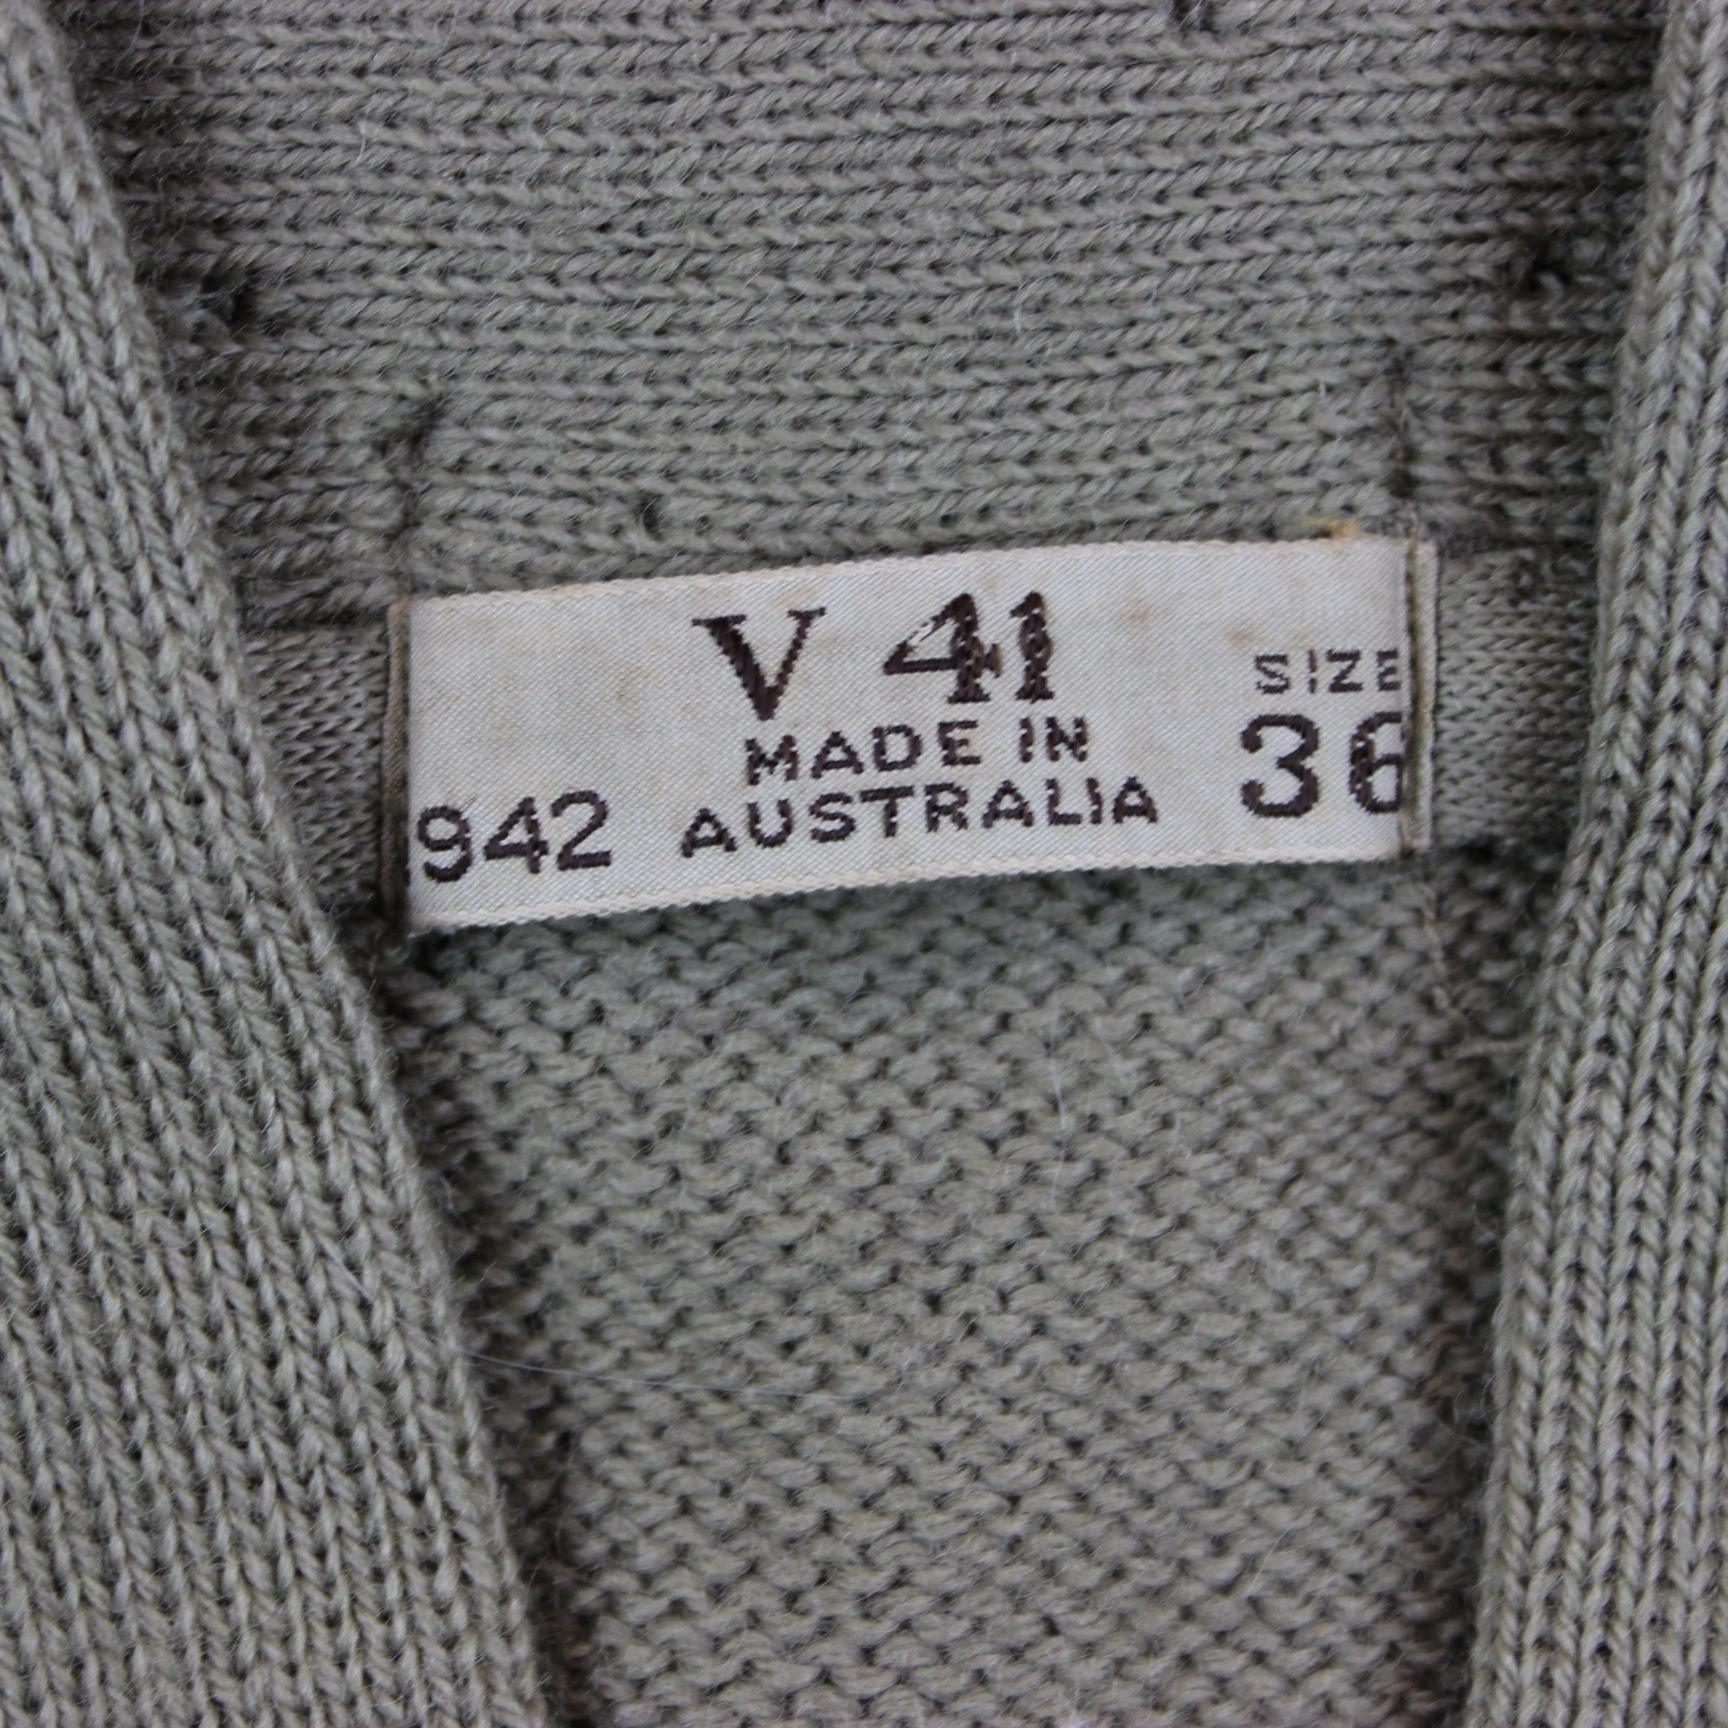 V 41
MADE IN
AUSTRALIA
942
SIZE
36